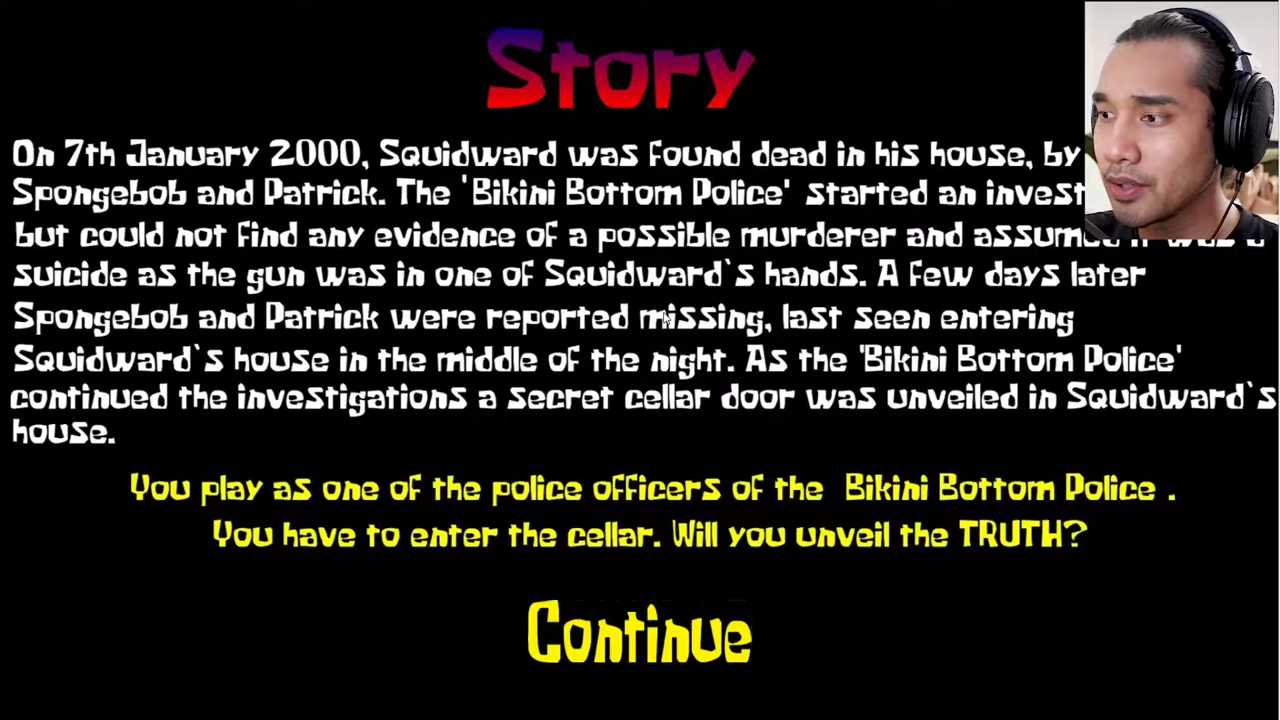 Story
On 7th January 2000, Squidward was found dead in his house, by
Spongebob and Patrick. The 'Bikini Bottom Police' started an
but could not find any evidence of a possible murderer and assumed it was a
suicide as the gun was in one of Squidward`s hands. A few days later
Spongebob and Patrick were reported missing, last seen entering
Squidward`s house in the middle of the night. As the 'Bikini Bottom Police'
continued the investigations a secret cellar door was unveiled in Squidward`s
house.
You play as one of the police officers of the Bikini Bottom Police .
You have to enter the cellar. Will you unveil the TRUTH?
Continue